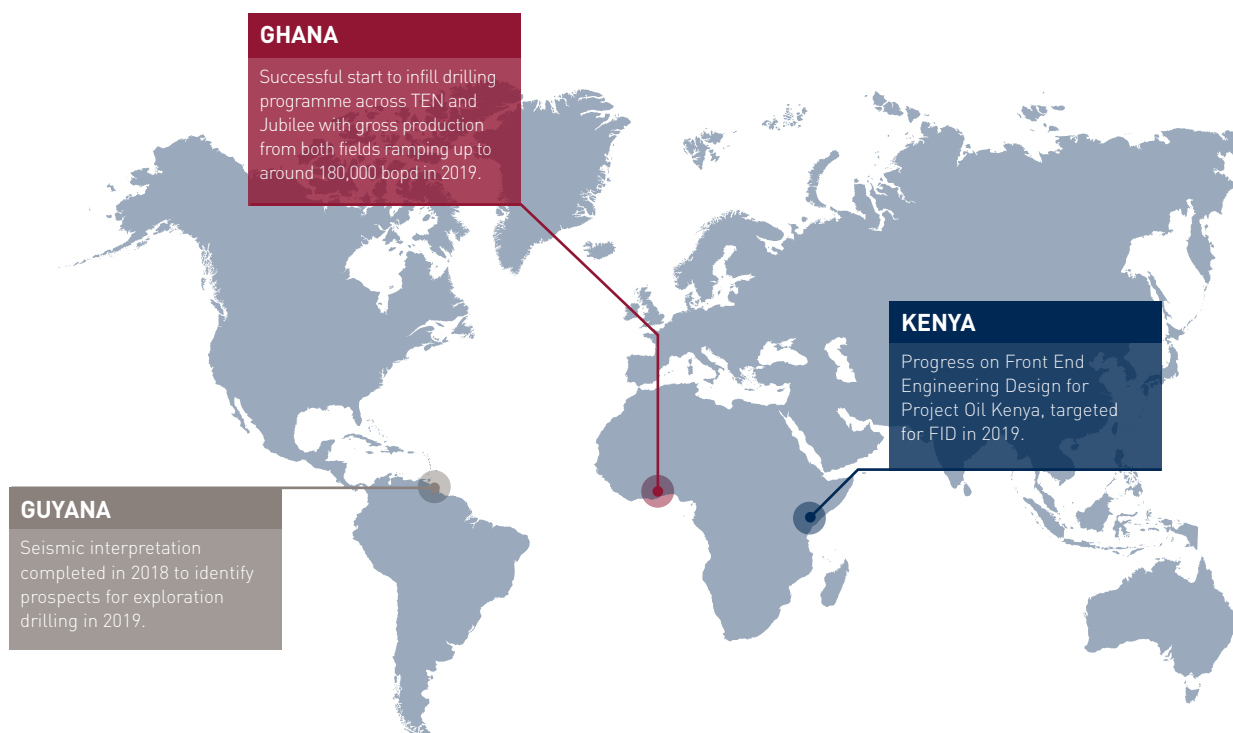 GHANA
Successful start to infill drilling
programme across TEN and
Jubilee with gross production
from both fields ramping up to
around 180,000 bopd in 2019.
KENYA
Progress on Front End
Engineering Design for
Project Oil Kenya, targeted
for FID in 2019.
GUYANA
Seismic interpretation
completed in 2018 to identify
prospects for exploration
drilling in 2019.